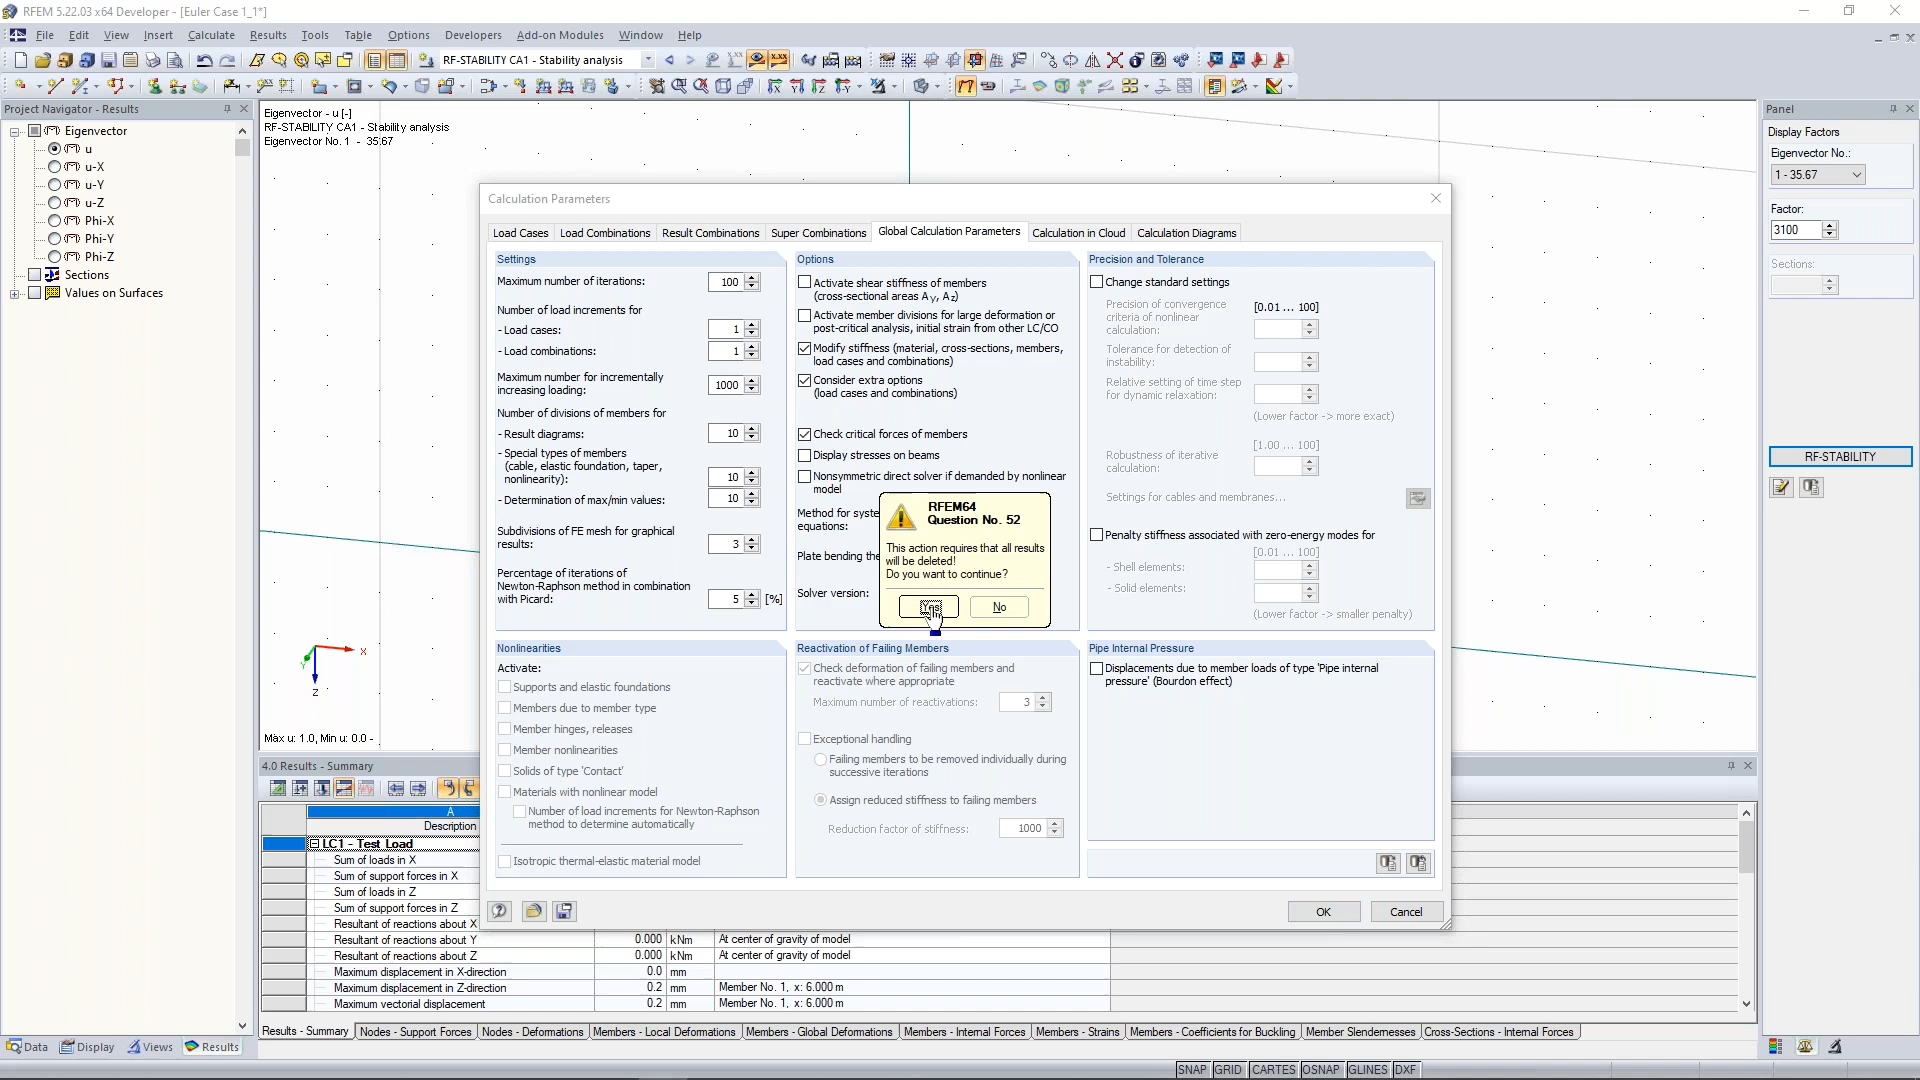 RFEM 5.22.03 x64 Developer - [Euler Case 1_1*]
File Edit View Insert Calculate Results Tools Table Options Developers Add-on Modules Window Help
RF-STABILITY CA1 - Stability analysis
Project Navigator - Results
Eigenvector
u
u-X
u-Y
u-Z
Phi-X
Phi-Y
Phi-Z
Sections
Values on Surfaces
Data Display Views Results
Eigenvector - u [-]
RF-STABILITY CA1 - Stability analysis
Eigenvector No. 1 - 35.67
X
Y
Z
Max u: 1.0, Min u: 0.0 -
Calculation Parameters
Load Cases Load Combinations Result Combinations Super Combinations Global Calculation Parameters Calculation in Cloud Calculation Diagrams
Settings
Maximum number of iterations: 100
Number of load increments for
- Load cases: 1
- Load combinations: 1
Maximum number for incrementally
increasing loading: 1000
Number of divisions of members for
- Result diagrams: 10
- Special types of members
(cable, elastic foundation, taper,
nonlinearity): 10
- Determination of max/min values: 10
Subdivisions of FE mesh for graphical
results: 3
Percentage of iterations of
Newton-Raphson method in combination
with Picard: 5 [%]
Options
Activate shear stiffness of members
(cross-sectional areas Ay, Az)
Activate member divisions for large deformation or
post-critical analysis, initial strain from other LC/CO
Modify stiffness (material, cross-sections, members,
load cases and combinations)
Consider extra options
(load cases and combinations)
Check critical forces of members
Display stresses on beams
Nonsymmetric direct solver if demanded by nonlinear
model
Method for syste
equations:
Plate bending the
Solver version:
RFEM64
Question No. 52
This action requires that all results
will be deleted!
Do you want to continue?
Yes No
Precision and Tolerance
Change standard settings
Precision of convergence
criteria of nonlinear
calculation:
[0.01 ... 100]
Tolerance for detection of
instability:
Relative setting of time step
for dynamic relaxation:
(Lower factor -> more exact)
[1.00 ... 100]
Robustness of iterative
calculation:
Settings for cables and membranes...
Penalty stiffness associated with zero-energy modes for
[0.01 ... 100]
- Shell elements:
- Solid elements:
(Lower factor -> smaller penalty)
Nonlinearities
Activate:
Supports and elastic foundations
Members due to member type
Member hinges, releases
Member nonlinearities
Solids of type 'Contact'
Materials with nonlinear model
Number of load increments for Newton-Raphson
method to determine automatically
Isotropic thermal-elastic material model
Reactivation of Failing Members
Check deformation of failing members and
reactivate where appropriate
Maximum number of reactivations: 3
Exceptional handling
Failing members to be removed individually during
successive iterations
Assign reduced stiffness to failing members
Reduction factor of stiffness: 1000
Pipe Internal Pressure
Displacements due to member loads of type 'Pipe internal
pressure' (Bourdon effect)
OK Cancel
Panel
Display Factors
Eigenvector No.:
1 - 35.67
Factor:
3100
Sections:
RF-STABILITY
4.0 Results - Summary
A
Description
LC1 - Test Load
Sum of loads in X
Sum of support forces in X
Sum of loads in Z
Sum of support forces in Z
Resultant of reactions about X
Resultant of reactions about Y 0.000 kNm At center of gravity of model
Resultant of reactions about Z 0.000 kNm At center of gravity of model
Maximum displacement in X-direction 0.0 mm
Maximum displacement in Z-direction 0.2 mm Member No. 1, x: 6.000 m
Maximum vectorial displacement 0.2 mm Member No. 1, x: 6.000 m
Results - Summary Nodes - Support Forces Nodes - Deformations Members - Local Deformations Members - Global Deformations Members - Internal Forces Members - Strains Members - Coefficients for Buckling Member Slendernesses Cross-Sections - Internal Forces
SNAP GRID CARTES OSNAP GLINES DXF